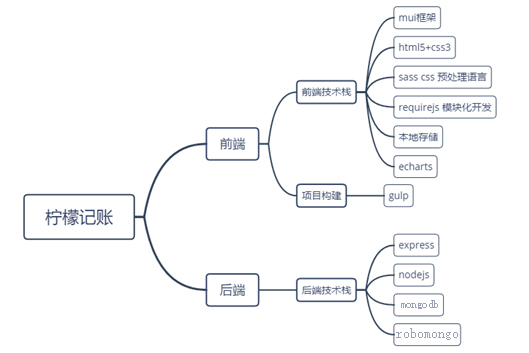 柠檬记账
前端
前端技术栈
mui框架
html5+css3
sass css 预处理语言
requirejs 模块化开发
本地存储
echarts
项目构建
gulp
后端
后端技术栈
express
nodejs
mongodb
robomongo